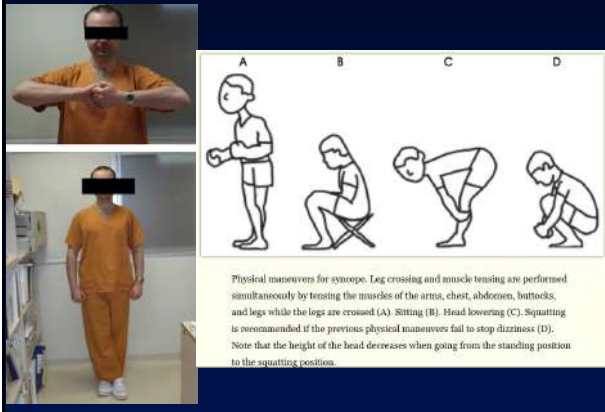 A B C D
Physical maneuvers for syncope. Leg crossing and muscle tensing are performed
simultaneously by tensing the muscles of the arms, chest, abdomen, buttocks,
and legs while the legs are crossed (A). Sitting (B). Head lowering (C). Squatting
is recommended if the previous physical maneuvers fail to stop dizziness (D).
Note that the height of the head decreases when going from the standing position
to the squatting position.